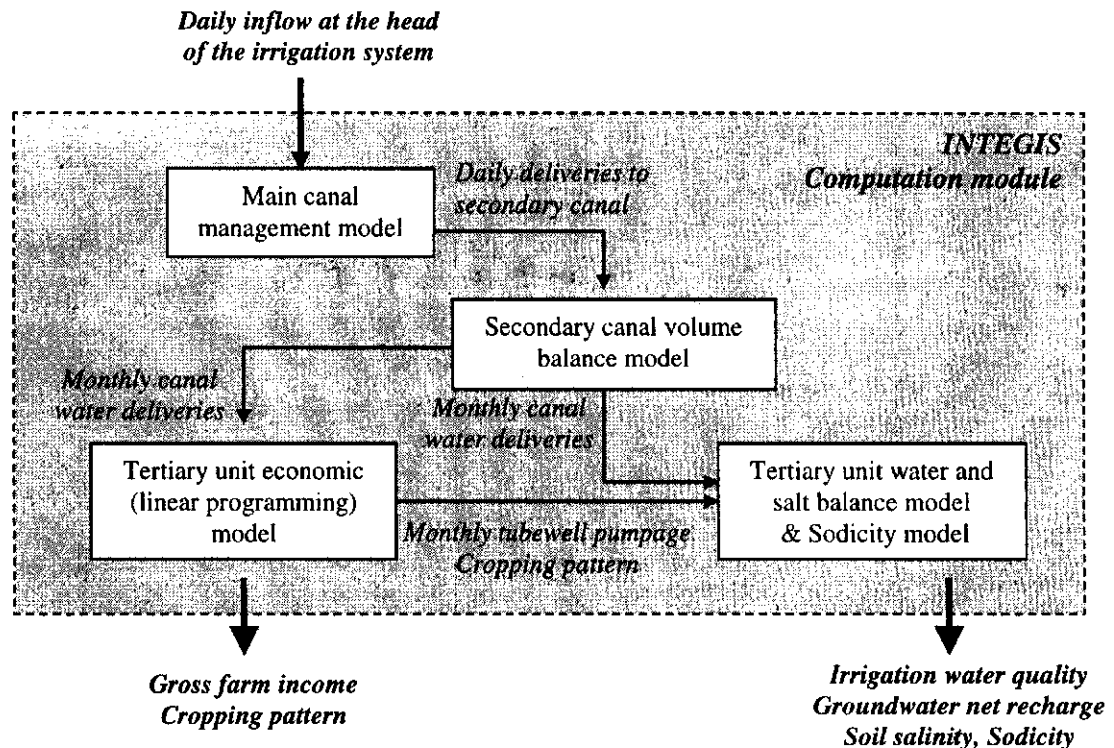 Daily inflow at the head
of the irrigation system
INTEGIS
Computation module
Main canal
management model
Daily deliveries to
secondary canal
Secondary canal volume
balance model
Monthly canal
water deliveries
Monthly canal
water deliveries
Tertiary unit economic
(linear programming)
model
Monthly tubewell pumpage
Cropping pattern
Tertiary unit water and
salt balance model
& Sodicity model
Gross farm income
Cropping pattern
Irrigation water quality
Groundwater net recharge
Soil salinity, Sodicity